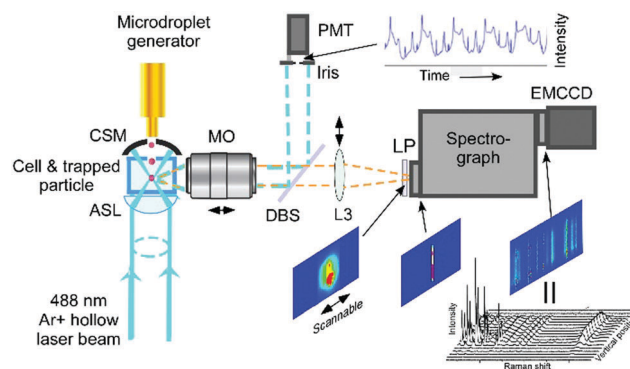 Microdroplet
generator
PMT
Iris
Intensity
Time
EMCCD
CSM
MO
LP
Spectro-
graph
Cell & trapped
particle
ASL
DBS
L3
488 nm
Ar+ hollow
laser beam
Scannable
Intensity
Raman shift